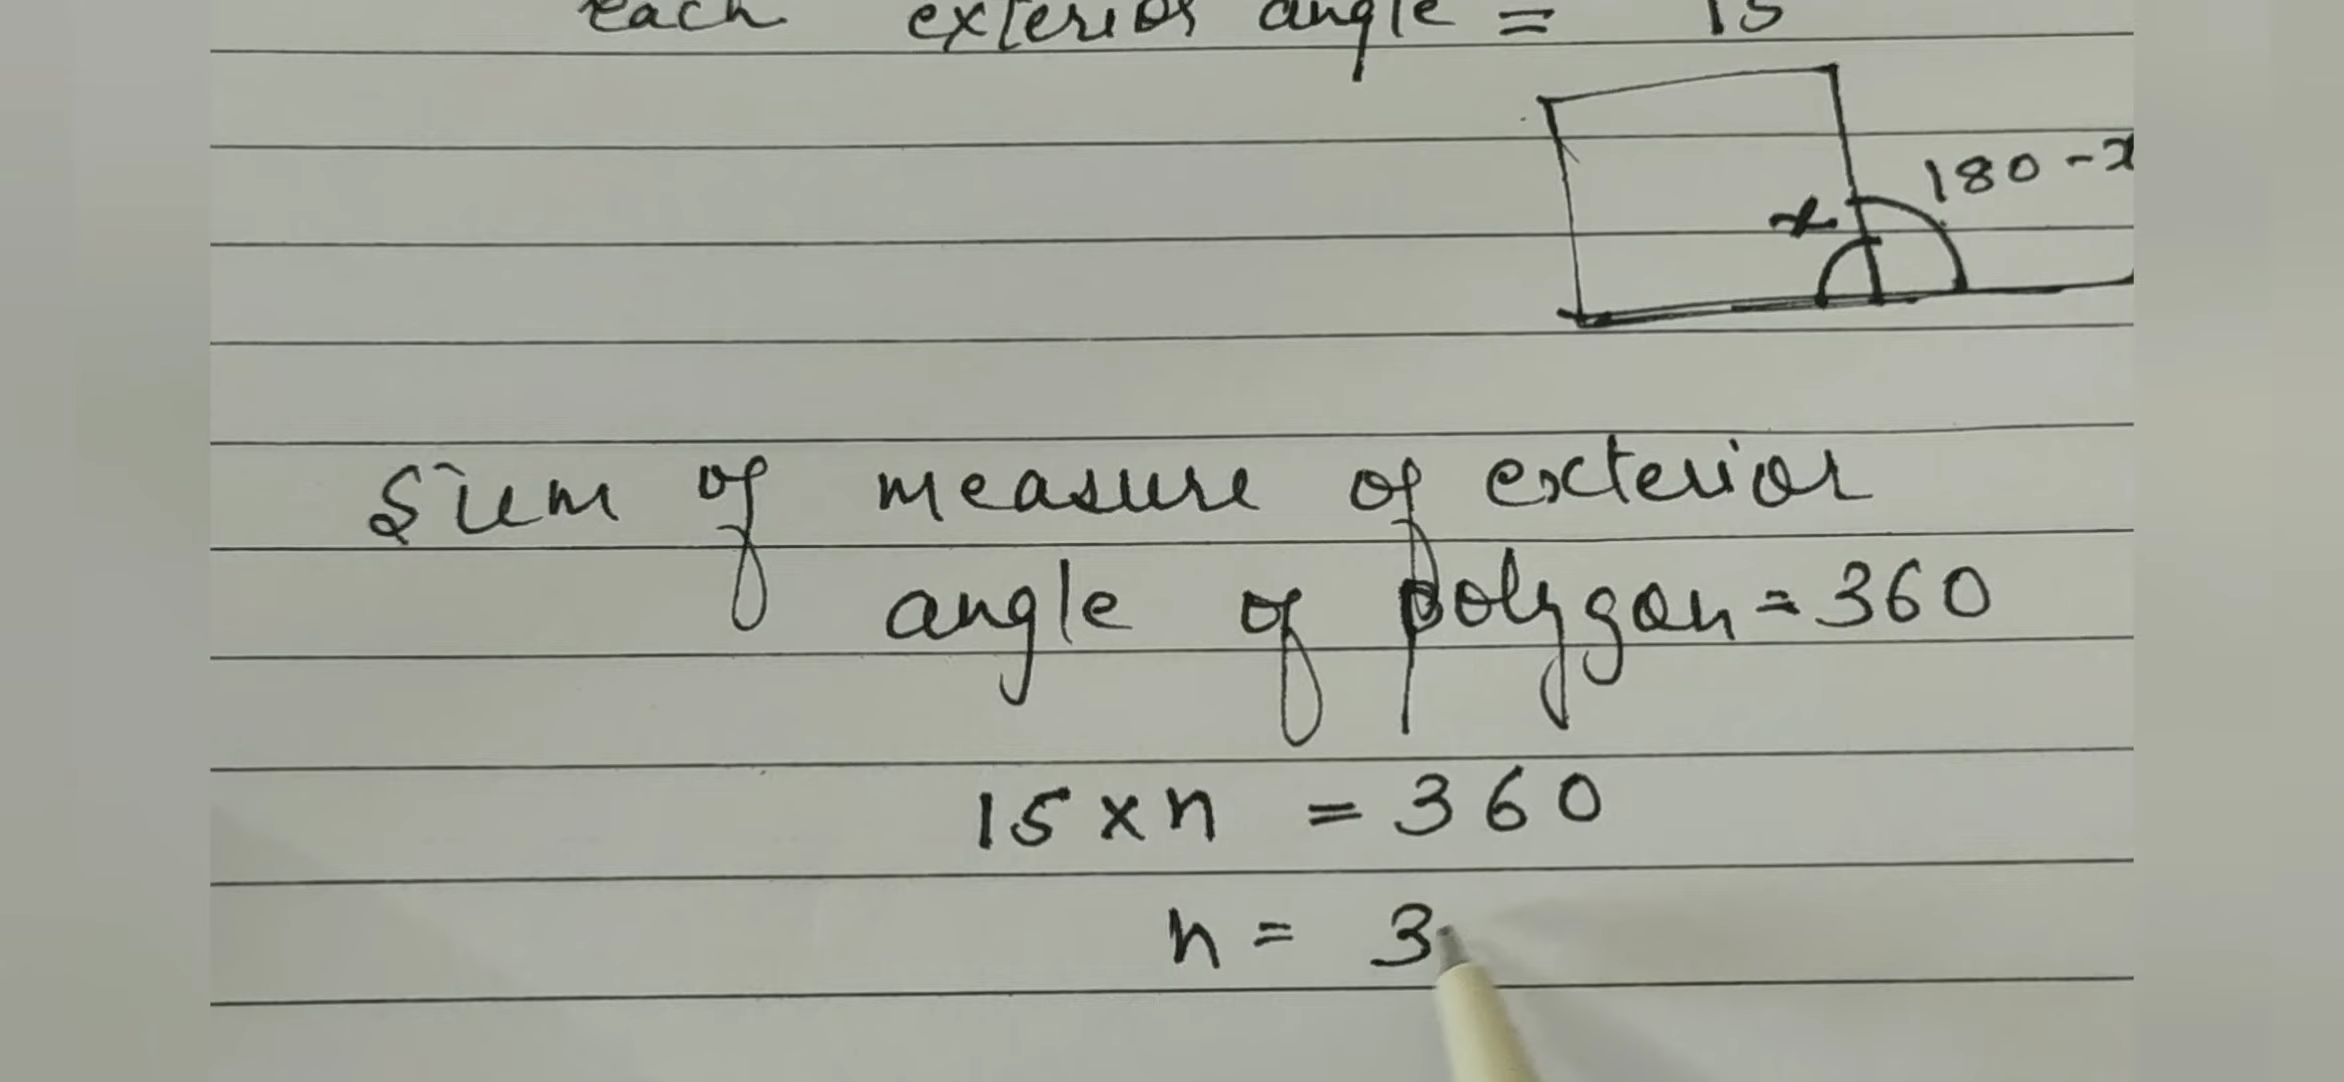 each exterior angle = 15
180-x
x
Sum of measure of exterior
angle of polygon = 360
15 x n = 360
n = 3